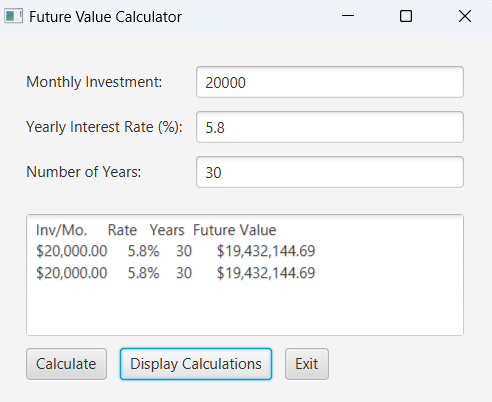 Future Value Calculator
Monthly Investment: 20000
Yearly Interest Rate (%): 5.8
Number of Years: 30
Inv/Mo. Rate Years Future Value
$20,000.00 5.8% 30 $19,432,144.69
$20,000.00 5.8% 30 $19,432,144.69
Calculate Display Calculations Exit